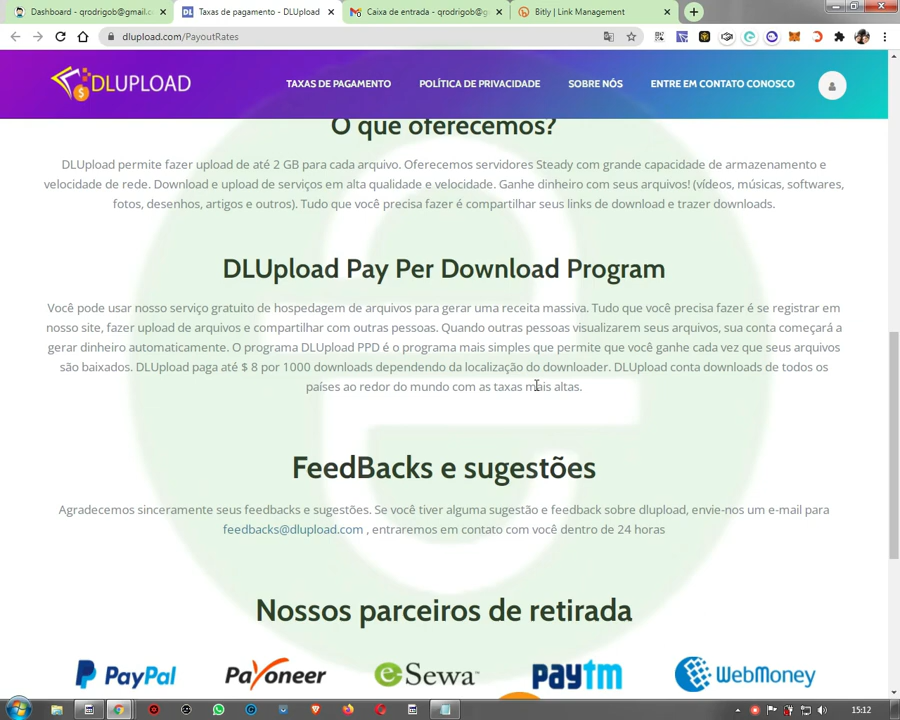 Dashboard - qrodrigob@gmail.c
Taxas de pagamento - DLUpload
Caixa de entrada - qrodrigob@g
Bitly | Link Management
dlupload.com/PayoutRates
DLUPLOAD
TAXAS DE PAGAMENTO
POLÍTICA DE PRIVACIDADE
SOBRE NÓS
ENTRE EM CONTATO CONOSCO
O que oferecemos?
DLUpload permite fazer upload de até 2 GB para cada arquivo. Oferecemos servidores Steady com grande capacidade de armazenamento e
velocidade de rede. Download e upload de serviços em alta qualidade e velocidade. Ganhe dinheiro com seus arquivos! (vídeos, músicas, softwares,
fotos, desenhos, artigos e outros). Tudo que você precisa fazer é compartilhar seus links de download e trazer downloads.
DLUpload Pay Per Download Program
Você pode usar nosso serviço gratuito de hospedagem de arquivos para gerar uma receita massiva. Tudo que você precisa fazer é se registrar em
nosso site, fazer upload de arquivos e compartilhar com outras pessoas. Quando outras pessoas visualizarem seus arquivos, sua conta começará a
gerar dinheiro automaticamente. O programa DLUpload PPD é o programa mais simples que permite que você ganhe cada vez que seus arquivos
são baixados. DLUpload paga até $ 8 por 1000 downloads dependendo da localização do downloader. DLUpload conta downloads de todos os
países ao redor do mundo com as taxas mais altas.
FeedBacks e sugestões
Agradecemos sinceramente seus feedbacks e sugestões. Se você tiver alguma sugestão e feedback sobre dlupload, envie-nos um e-mail para
feedbacks@dlupload.com , entraremos em contato com você dentro de 24 horas
Nossos parceiros de retirada
PayPal
Payoneer
eSewa
paytm
WebMoney
15:12